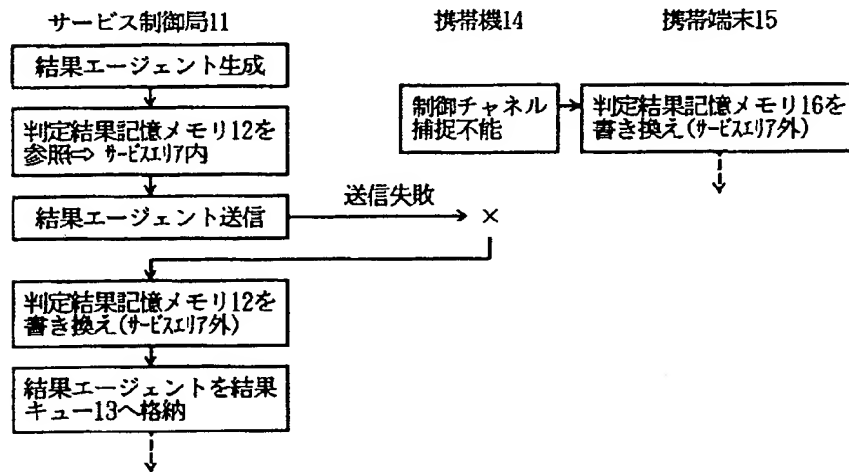 サービス制御局11
携帯機14
携帯端末15
結果エージェント生成
制御チャネル
捕捉不能
判定結果記憶メモリ16を
書き換え(サービスエリア外)
判定結果記憶メモリ12を
参照⇒ サービスエリア内
結果エージェント送信
送信失敗
×
判定結果記憶メモリ12を
書き換え(サービスエリア外)
結果エージェントを結果
キュー13へ格納